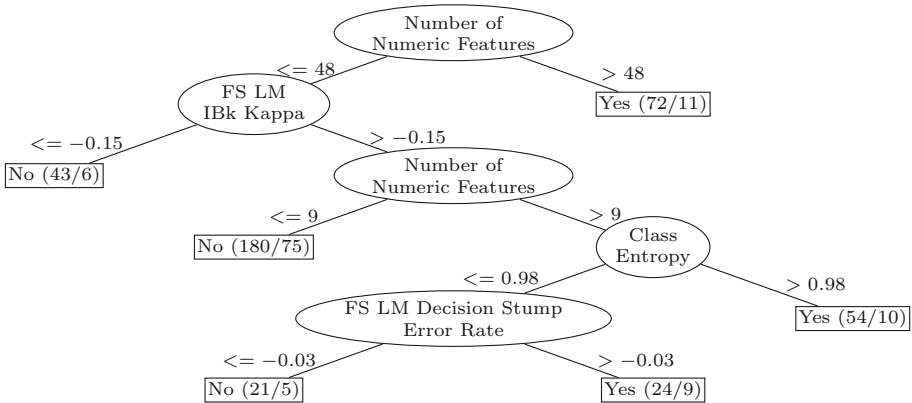 Number of
Numeric Features
<= 48
> 48
FS LM
IBk Kappa
Yes (72/11)
<= −0.15
> −0.15
No (43/6)
Number of
Numeric Features
<= 9
> 9
No (180/75)
Class
Entropy
<= 0.98
> 0.98
FS LM Decision Stump
Error Rate
Yes (54/10)
<= −0.03
> −0.03
No (21/5)
Yes (24/9)